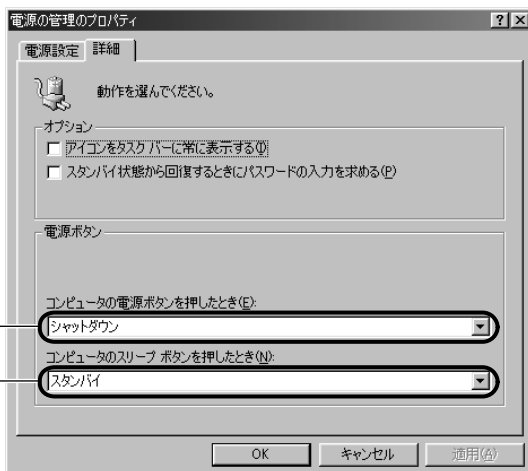 電源の管理のプロパティ
電源設定 詳細
動作を選んでください。
オプション
アイコンをタスク バーに常に表示する(I)
スタンバイ状態から回復するときにパスワードの入力を求める(P)
電源ボタン
コンピュータの電源ボタンを押したとき(E):
シャットダウン
コンピュータのスリープ ボタンを押したとき(N):
スタンバイ
OK キャンセル 適用(A)